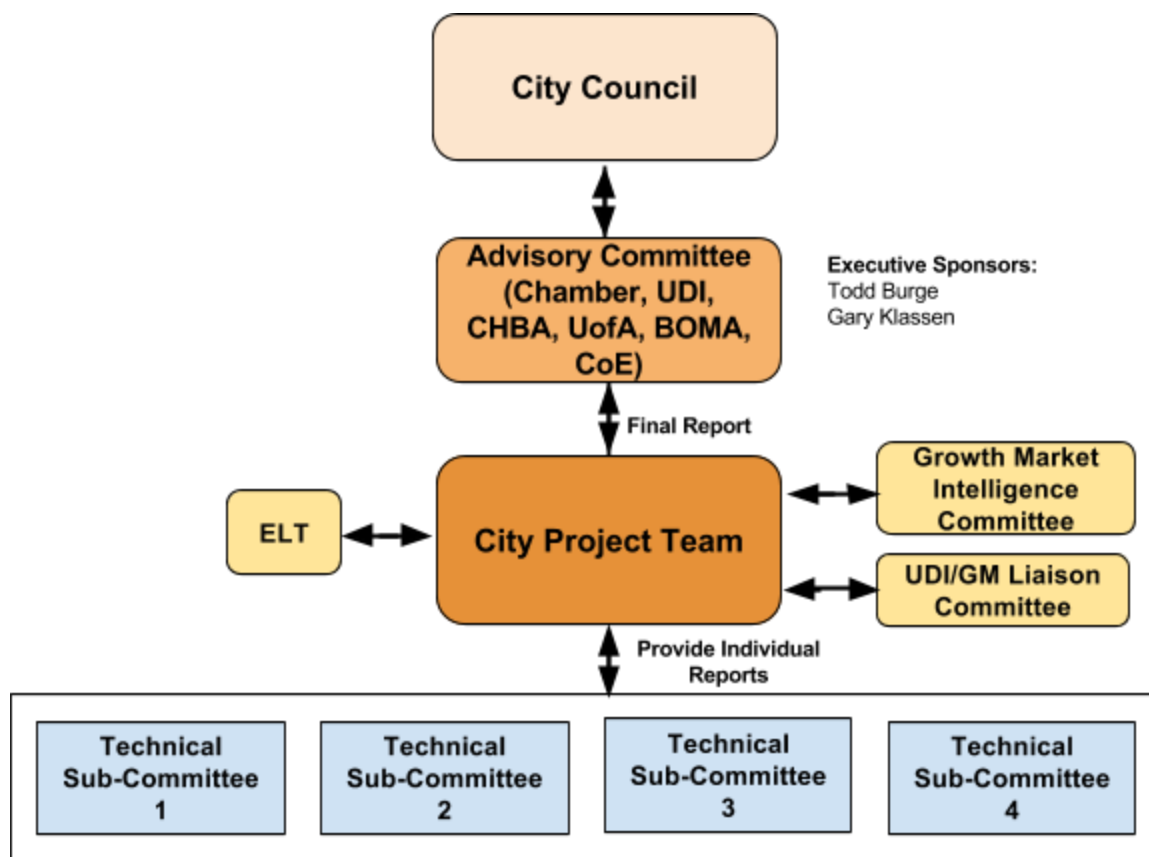 City Council
Advisory Committee
(Chamber, UDI,
CHBA, UofA, BOMA,
CoE)
Executive Sponsors:
Todd Burge
Gary Klassen
Final Report
Growth Market
Intelligence
Committee
ELT
City Project Team
UDI/GM Liaison
Committee
Provide Individual
Reports
Technical
Sub-Committee
1
Technical
Sub-Committee
2
Technical
Sub-Committee
3
Technical
Sub-Committee
4